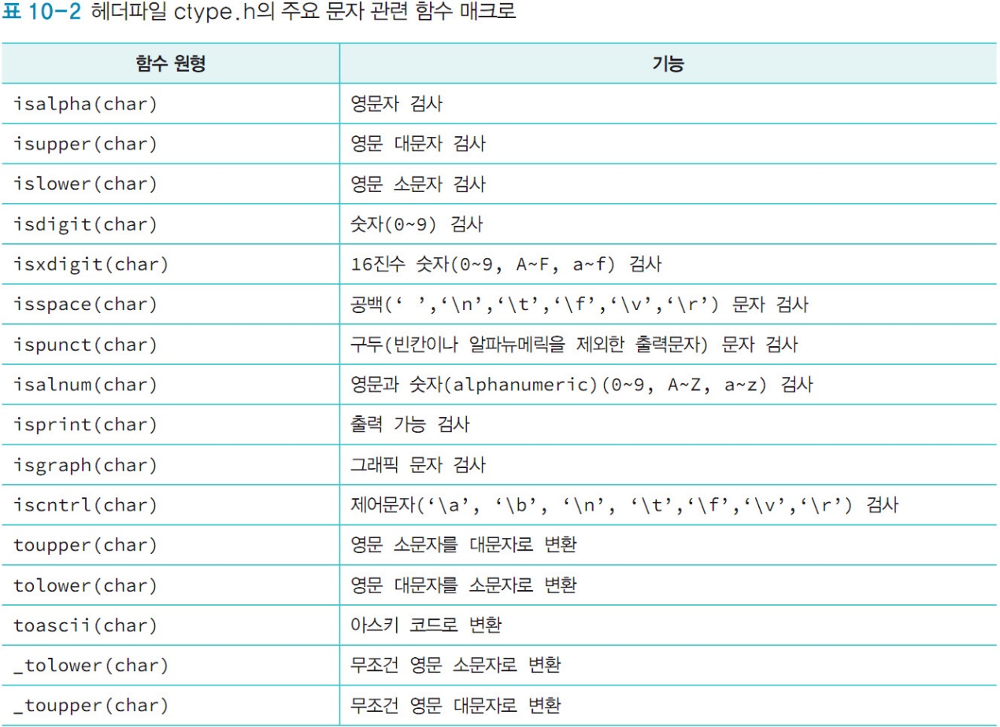 표 10-2 헤더파일 ctype.h의 주요 문자 관련 함수 매크로
함수 원형 기능
isalpha(char) 영문자 검사
isupper(char) 영문 대문자 검사
islower(char) 영문 소문자 검사
isdigit(char) 숫자(0~9) 검사
isxdigit(char) 16진수 숫자(0~9, A~F, a~f) 검사
isspace(char) 공백(‘ ’,‘\n’,‘\t’,‘\f’,‘\v’,‘\r’) 문자 검사
ispunct(char) 구두(빈칸이나 알파뉴메릭을 제외한 출력문자) 문자 검사
isalnum(char) 영문과 숫자(alphanumeric)(0~9, A~Z, a~z) 검사
isprint(char) 출력 가능 검사
isgraph(char) 그래픽 문자 검사
iscntrl(char) 제어문자(‘\a’, ‘\b’, ‘\n’, ‘\t’,‘\f’,‘\v’,‘\r’) 검사
toupper(char) 영문 소문자를 대문자로 변환
tolower(char) 영문 대문자를 소문자로 변환
toascii(char) 아스키 코드로 변환
_tolower(char) 무조건 영문 소문자로 변환
_toupper(char) 무조건 영문 대문자로 변환